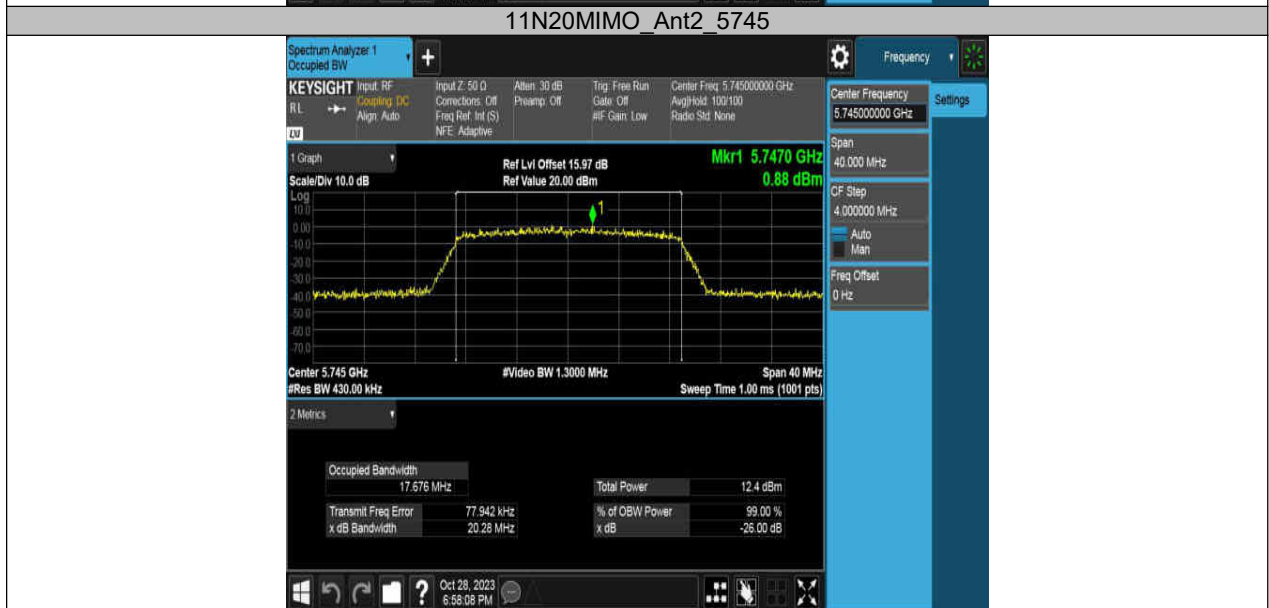 11N20MIMO_Ant2_5745
Spectrum Analyzer 1
Occupied BW
+
Frequency
KEYSIGHT
RL
Input: RF
Coupling: DC
Align: Auto
Input Z: 50 Ω
Corrections: Off
Freq Ref: Int (S)
NFE: Adaptive
Atten: 30 dB
Preamp: Off
Trig: Free Run
Gate: Off
#IF Gain: Low
Center Freq: 5.745000000 GHz
Avg|Hold: 100/100
Radio Std: None
Center Frequency
5.745000000 GHz
Settings
Span
40.000 MHz
CF Step
4.000000 MHz
Auto
Man
Freq Offset
0 Hz
1 Graph
Scale/Div 10.0 dB
Ref Lvl Offset 15.97 dB
Ref Value 20.00 dBm
Mkr1 5.7470 GHz
0.88 dBm
Log
10.0
0.00
-10.0
-20.0
-30.0
-40.0
-50.0
-60.0
-70.0
1
Center 5.745 GHz
#Res BW 430.00 kHz
#Video BW 1.3000 MHz
Span 40 MHz
Sweep Time 1.00 ms (1001 pts)
2 Metrics
Occupied Bandwidth
17.676 MHz
Total Power 12.4 dBm
Transmit Freq Error 77.942 kHz
% of OBW Power 99.00 %
x dB Bandwidth 20.28 MHz
x dB -26.00 dB
?
Oct 28, 2023
6:58:08 PM